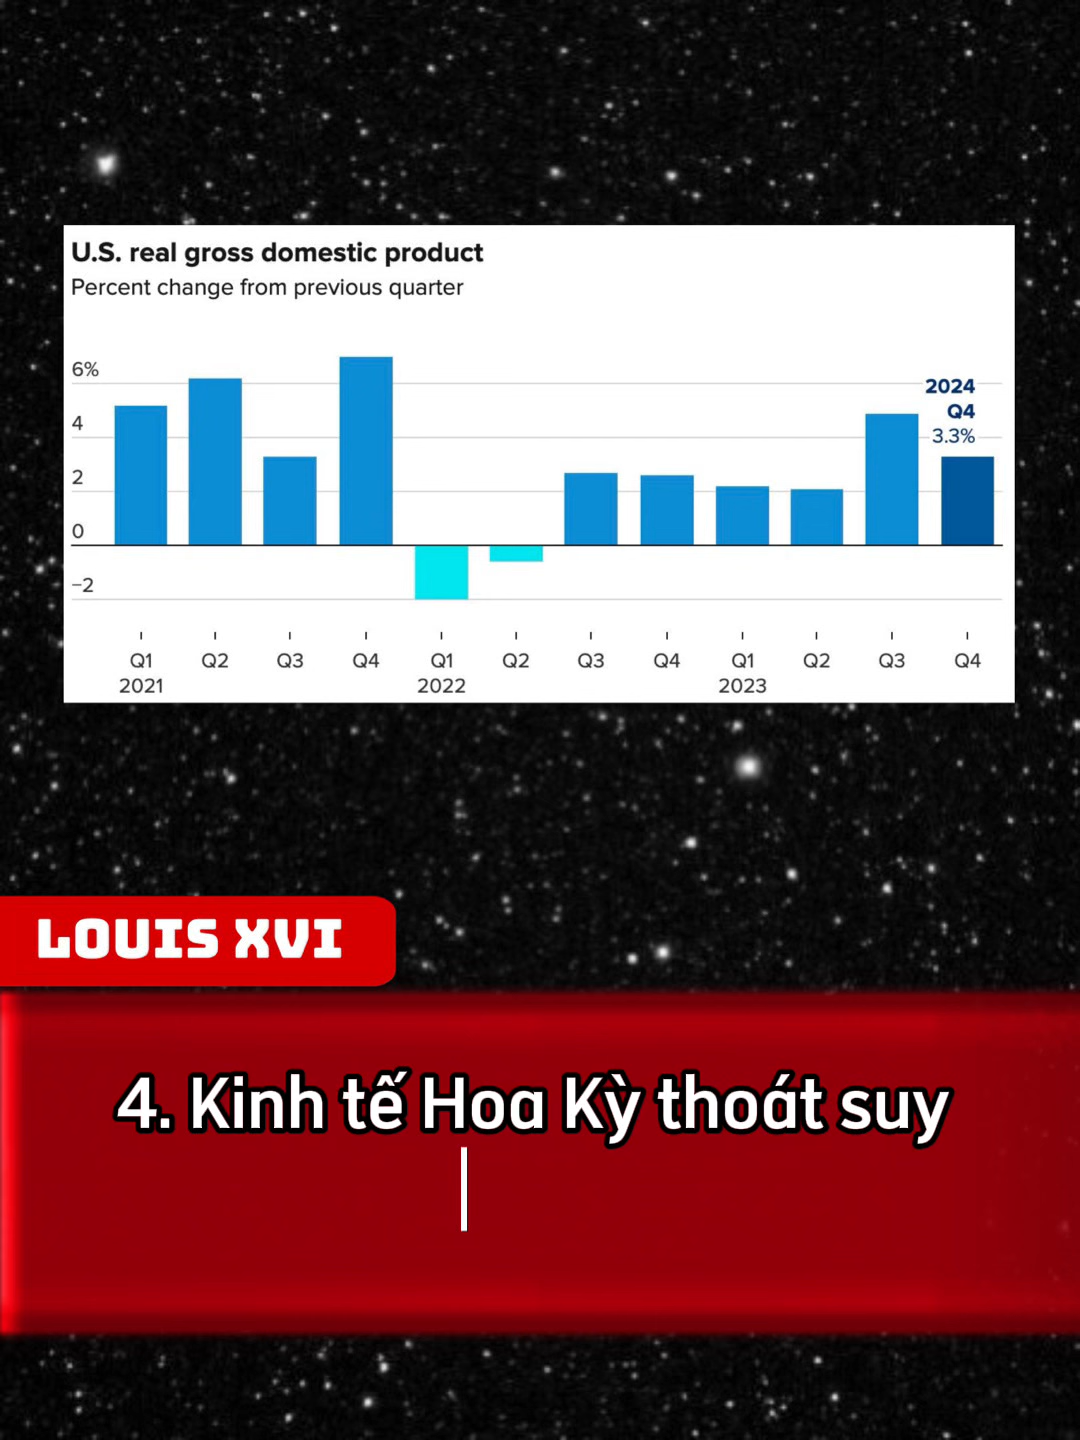 U.S. real gross domestic product
Percent change from previous quarter
6%
4
2
0
−2
2024
Q4
3.3%
Q1 Q2 Q3 Q4 Q1 Q2 Q3 Q4 Q1 Q2 Q3 Q4
2021 2022 2023
LOUIS XVI
4. Kinh tế Hoa Kỳ thoát suy